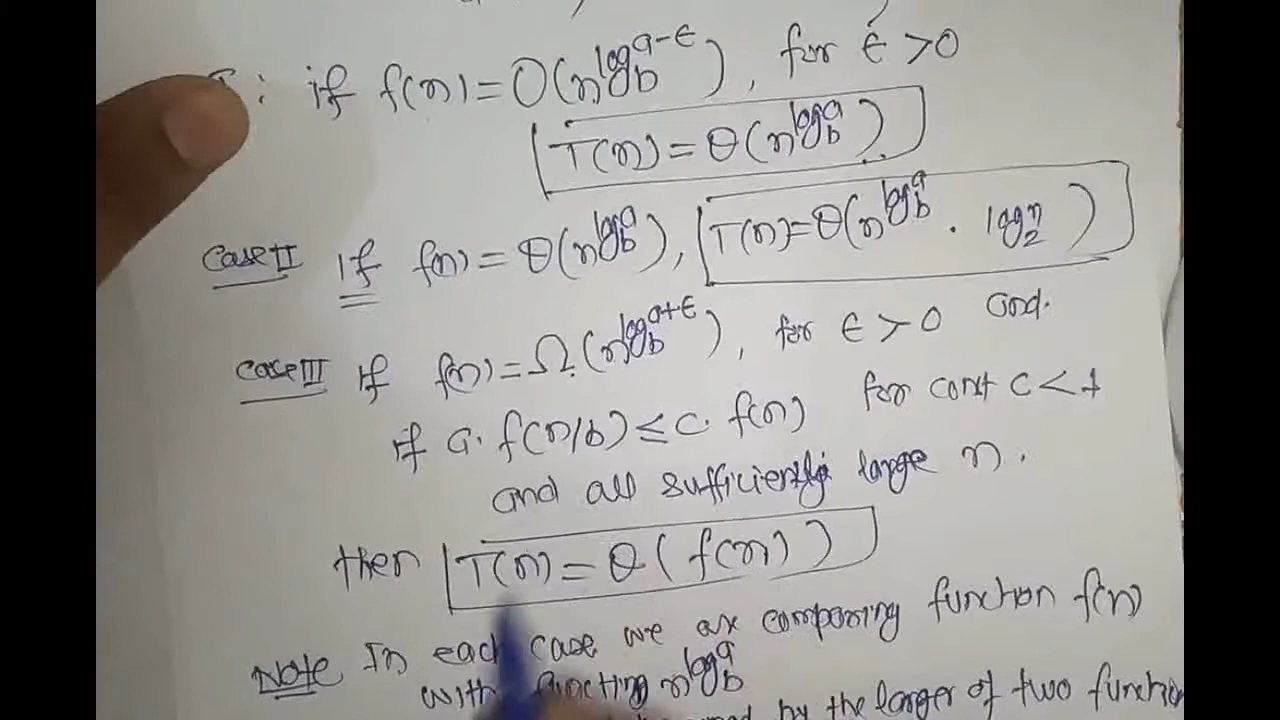 : if f(n) = O(n^log_b^a-ϵ), for ϵ > 0
T(n) = θ(n^log_b^a)
Case II If f(n) = θ(n^log_b^a), T(n) = θ(n^log_b^a . log_2^n)
Case III If f(n) = Ω(n^log_b^a+ϵ), for ϵ > 0 and.
if a. f(n/b) ≤ c. f(n) for const c < 1
and all sufficiently large n.
then T(n) = θ(f(n))
Note In each case we are comparing function f(n)
with n^log_b^a
by the larger of two function